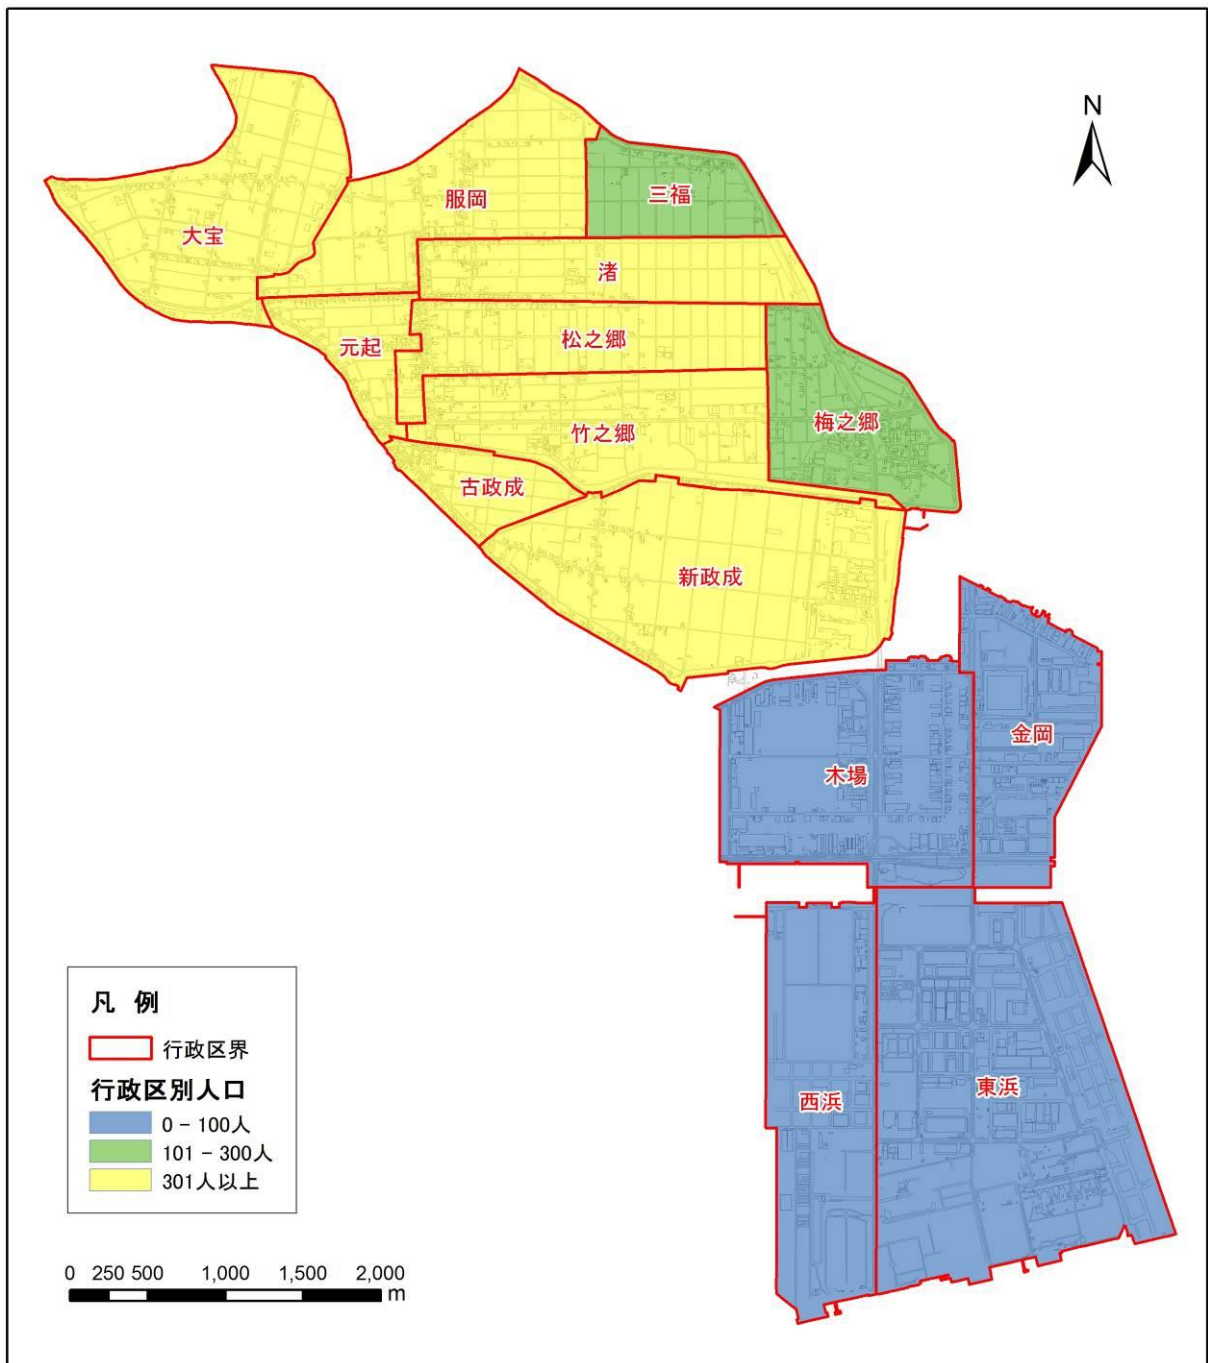 N
服岡
三福
大宝
渚
元起
松之郷
梅之郷
竹之郷
古政成
新政成
金岡
木場
凡 例
行政区界
行政区別人口
0 - 100人
101 - 300人
301人以上
西浜
東浜
0 250 500 1,000 1,500 2,000
m